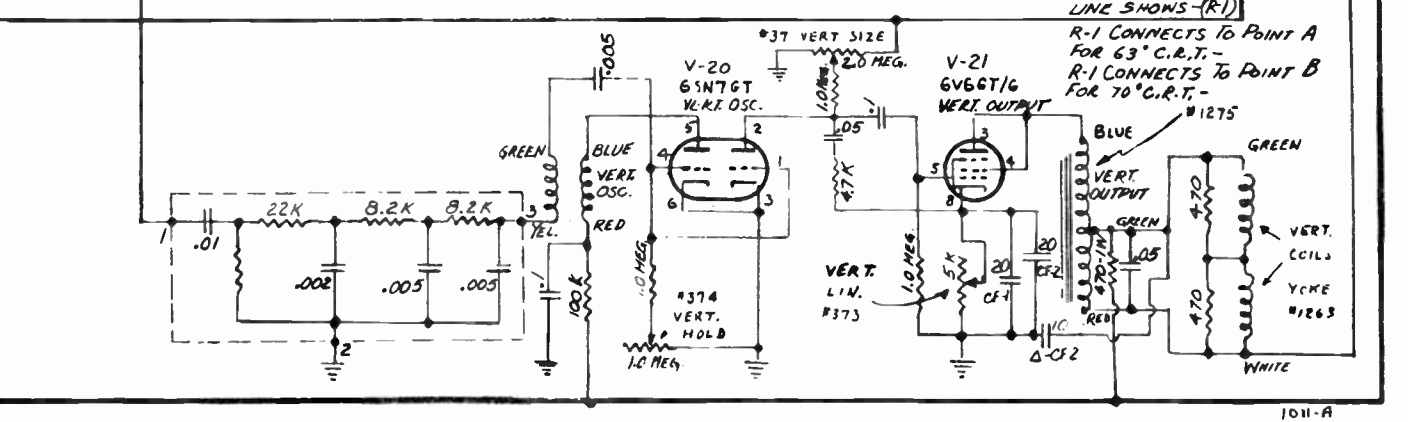 LINE SHOWS-(R-1)
R-1 CONNECTS TO POINT A
FOR 63° C.R.T.-
R-1 CONNECTS TO POINT B
FOR 70° C.R.T.-
#37 VERT SIZE
2.0 MEG.
.005
V-20
6SN7GT
VERT. OSC.
1.0 MEG.
V-21
6V6GT/G
VERT. OUTPUT
#1275
5
2
.05
.1
3
BLUE
GREEN
GREEN
BLUE
VERT.
OSC.
RED
4
1
6
3
47K
5
4
8
VERT.
OUTPUT
GREEN
470
22K
8.2K
8.2K
3
YEL.
1
.01
.002
.005
.005
2
.1
100K
1.0 MEG.
#374
VERT.
HOLD
1.0 MEG.
VERT.
LIN.
#373
1.0 MEG.
5K
20
CF-1
20
CF-2
10
Δ-CF2
470-1W
.05
RED
470
VERT.
COILS
YOKE
#1263
WHITE
1011-A